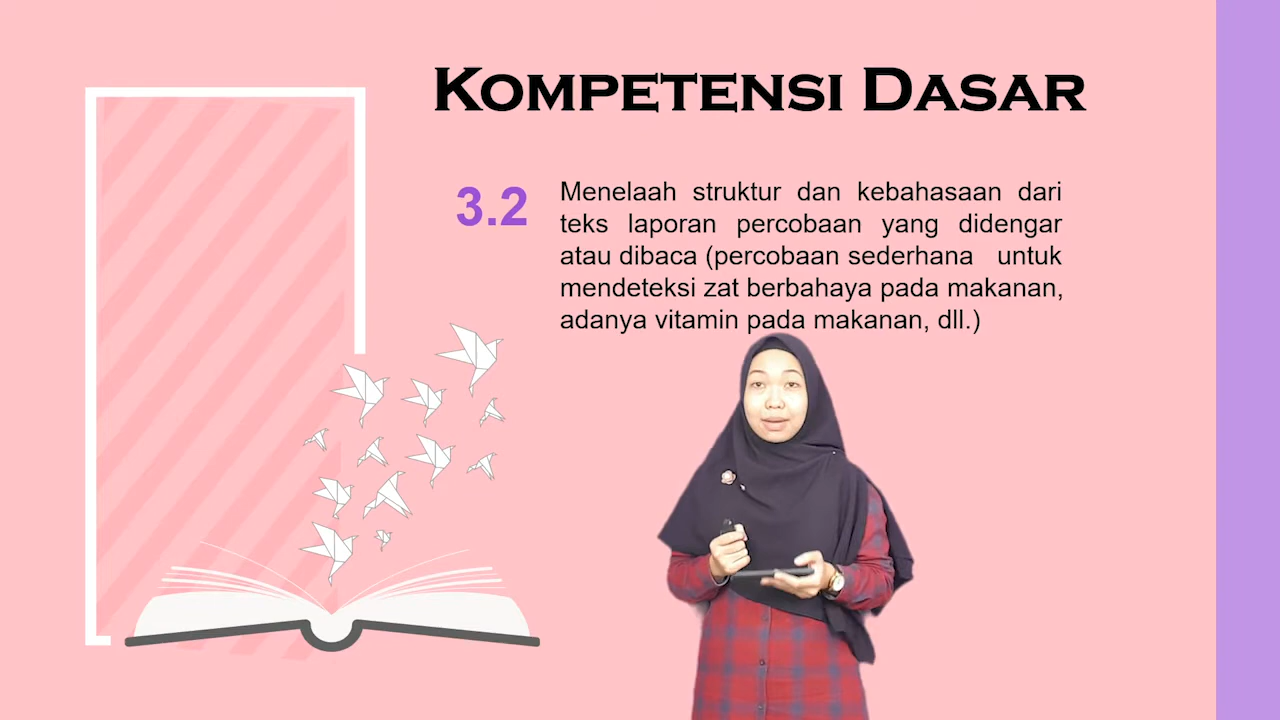 KOMPETENSI DASAR
3.2
Menelaah struktur dan kebahasaan dari
teks laporan percobaan yang didengar
atau dibaca (percobaan sederhana untuk
mendeteksi zat berbahaya pada makanan,
adanya vitamin pada makanan, dll.)